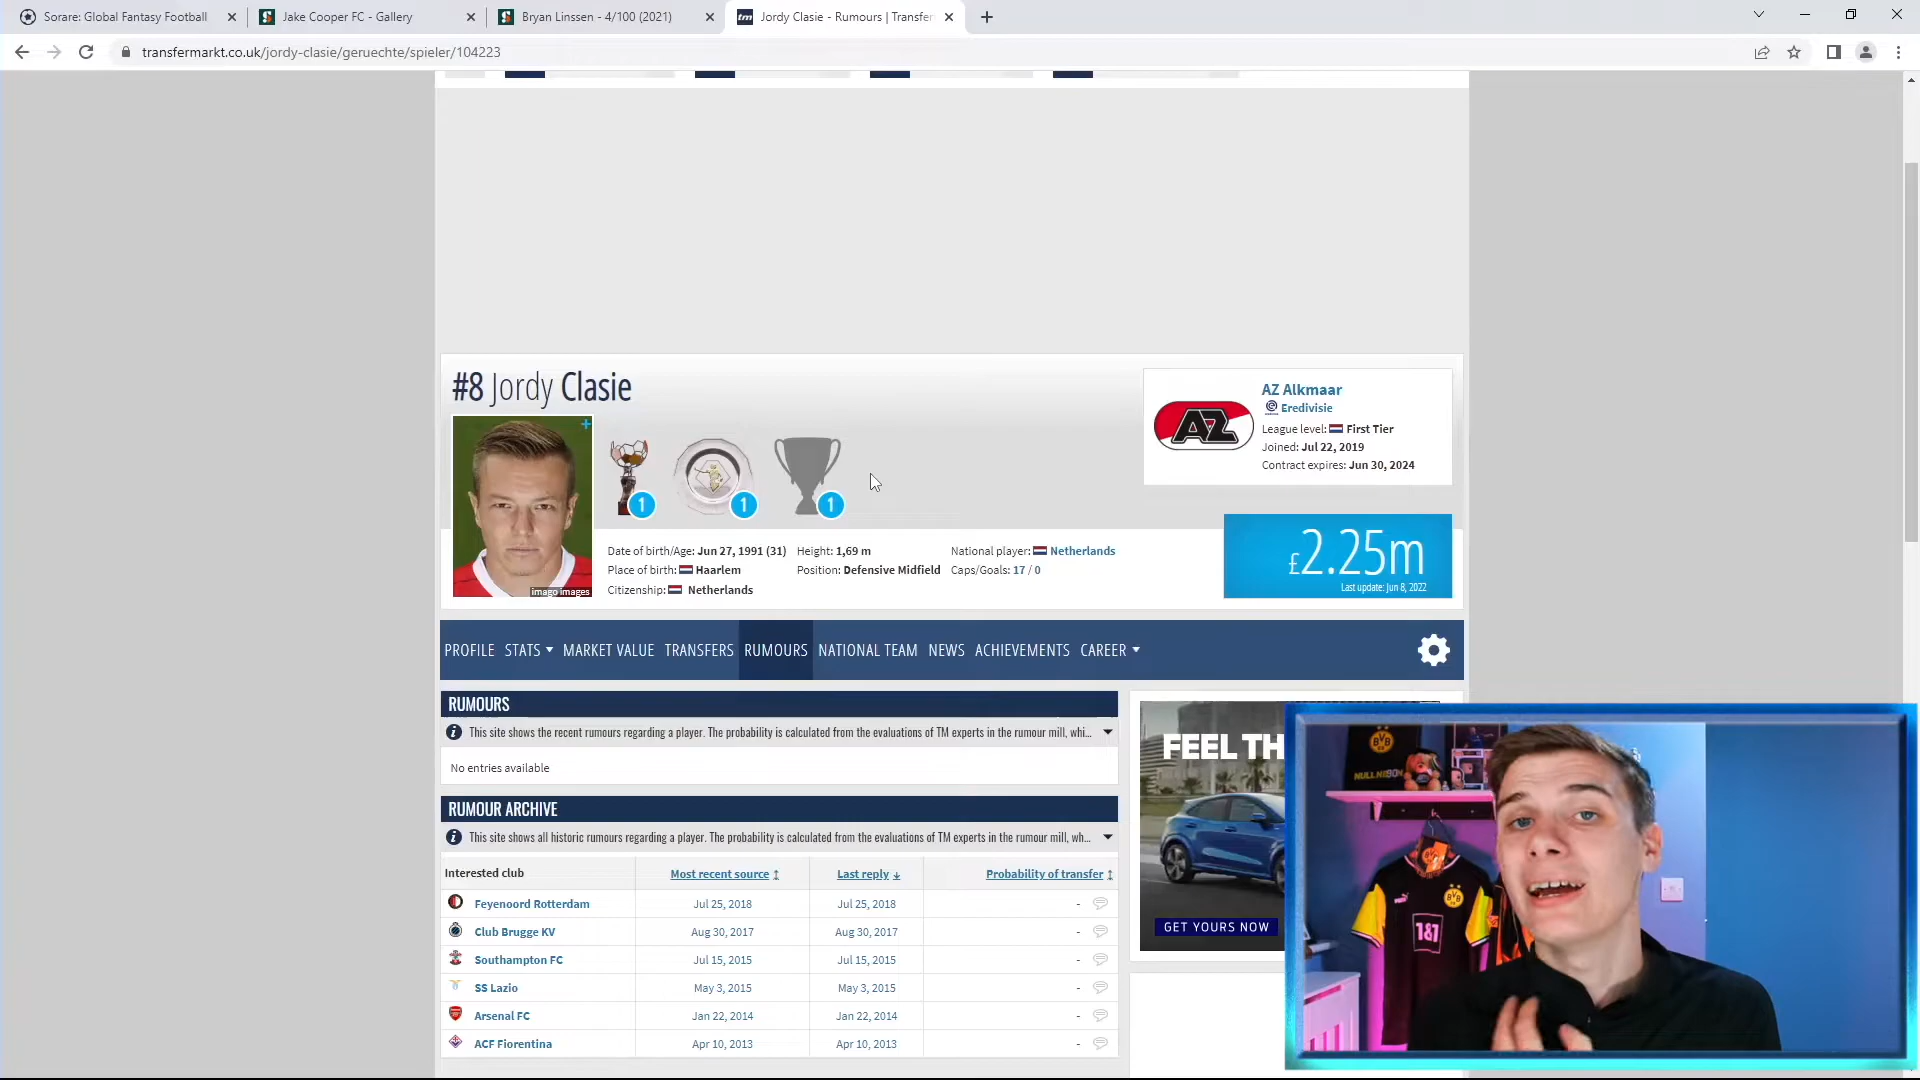 Sorare: Global Fantasy Football
Jake Cooper FC - Gallery
Bryan Linssen - 4/100 (2021)
tm Jordy Clasie - Rumours | Transfer
transfermarkt.co.uk/jordy-clasie/geruechte/spieler/104223
#8 Jordy Clasie
AZ
AZ Alkmaar
Eredivisie
League level: First Tier
Joined: Jul 22, 2019
Contract expires: Jun 30, 2024
+
1
1
1
imago images
Date of birth/Age: Jun 27, 1991 (31)
Place of birth: Haarlem
Citizenship: Netherlands
Height: 1,69 m
Position: Defensive Midfield
National player: Netherlands
Caps/Goals: 17 / 0
£2.25m
Last update: Jun 8, 2022
PROFILE STATS MARKET VALUE TRANSFERS RUMOURS NATIONAL TEAM NEWS ACHIEVEMENTS CAREER
RUMOURS
This site shows the recent rumours regarding a player. The probability is calculated from the evaluations of TM experts in the rumour mill, whi...
No entries available
RUMOUR ARCHIVE
This site shows all historic rumours regarding a player. The probability is calculated from the evaluations of TM experts in the rumour mill, wh...
Interested club Most recent source Last reply Probability of transfer
Feyenoord Rotterdam Jul 25, 2018 Jul 25, 2018 -
Club Brugge KV Aug 30, 2017 Aug 30, 2017 -
Southampton FC Jul 15, 2015 Jul 15, 2015 -
SS Lazio May 3, 2015 May 3, 2015 -
Arsenal FC Jan 22, 2014 Jan 22, 2014 -
ACF Fiorentina Apr 10, 2013 Apr 10, 2013 -
FEEL TH
GET YOURS NOW
BVB
09
BVB
09
1&1